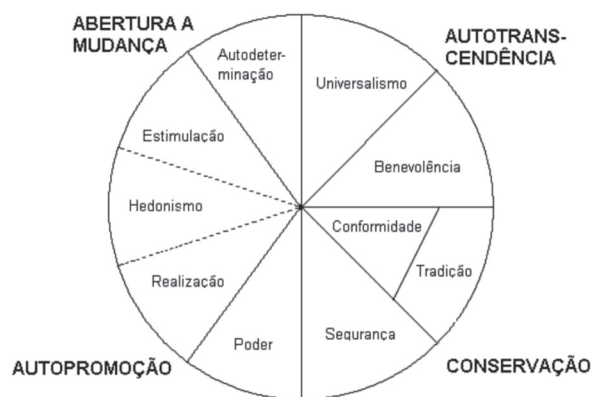 ABERTURA A
MUDANÇA
AUTOTRANS-
CENDÊNCIA
Autodeter-
minação
Universalismo
Estimulação
Benevolência
Hedonismo
Conformidade
Realização
Tradição
Poder
Segurança
AUTOPROMOÇÃO
CONSERVAÇÃO